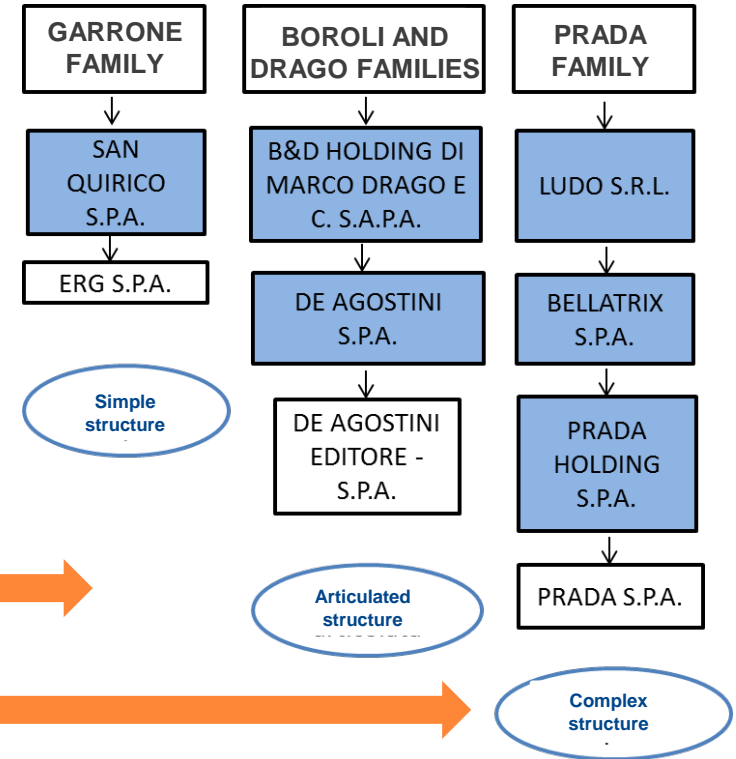 GARRONE
FAMILY
SAN
QUIRICO
S.P.A.
ERG S.P.A.
Simple
structure
BOROLI AND
DRAGO FAMILIES
B&D HOLDING DI
MARCO DRAGO E
C. S.A.P.A.
DE AGOSTINI
S.P.A.
DE AGOSTINI
EDITORE -
S.P.A.
Articulated
structure
PRADA
FAMILY
LUDO S.R.L.
BELLATRIX
S.P.A.
PRADA
HOLDING
S.P.A.
PRADA S.P.A.
Complex
structure